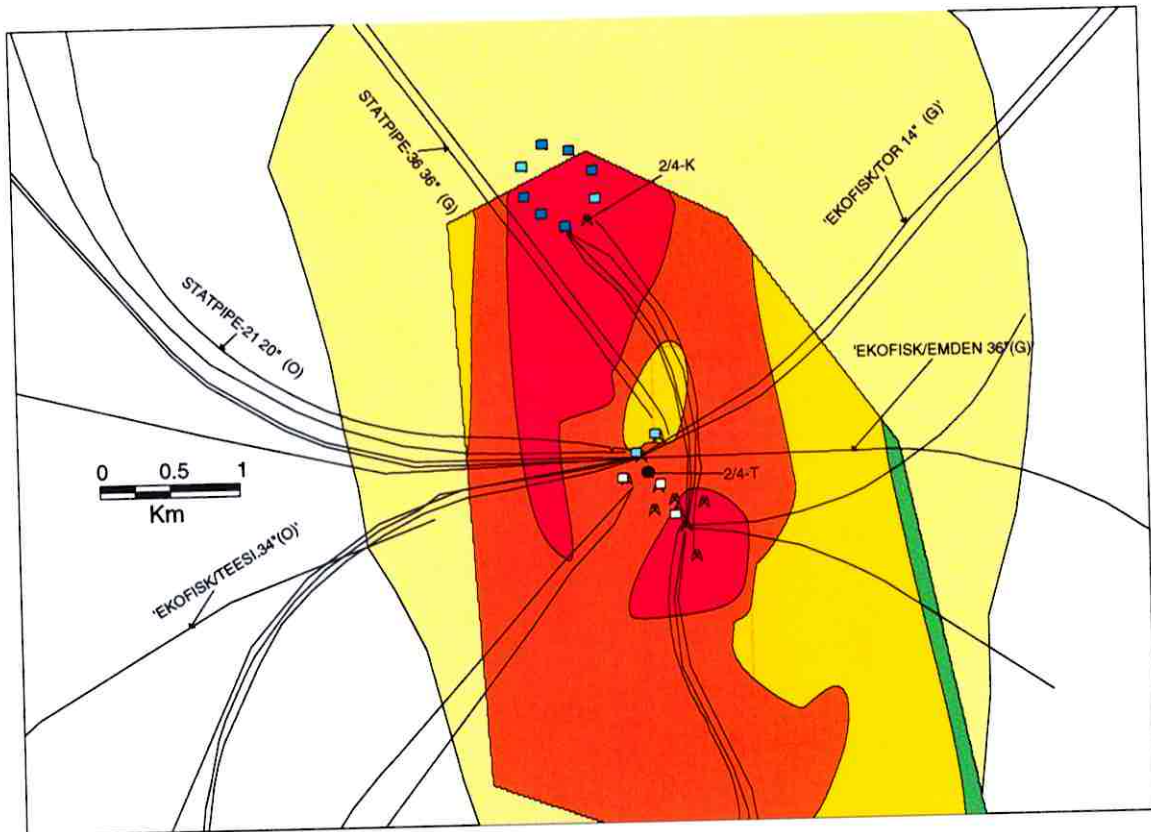 STATPIPE-36 36" (G)
2/4-K
'EKOFISK/TOR 14" (G)'
STATPIPE-21 20" (O)
'EKOFISK/EMDEN 36"(G)
0 0.5 1
Km
2/4-T
'EKOFISK/TEESI.34"(O)'